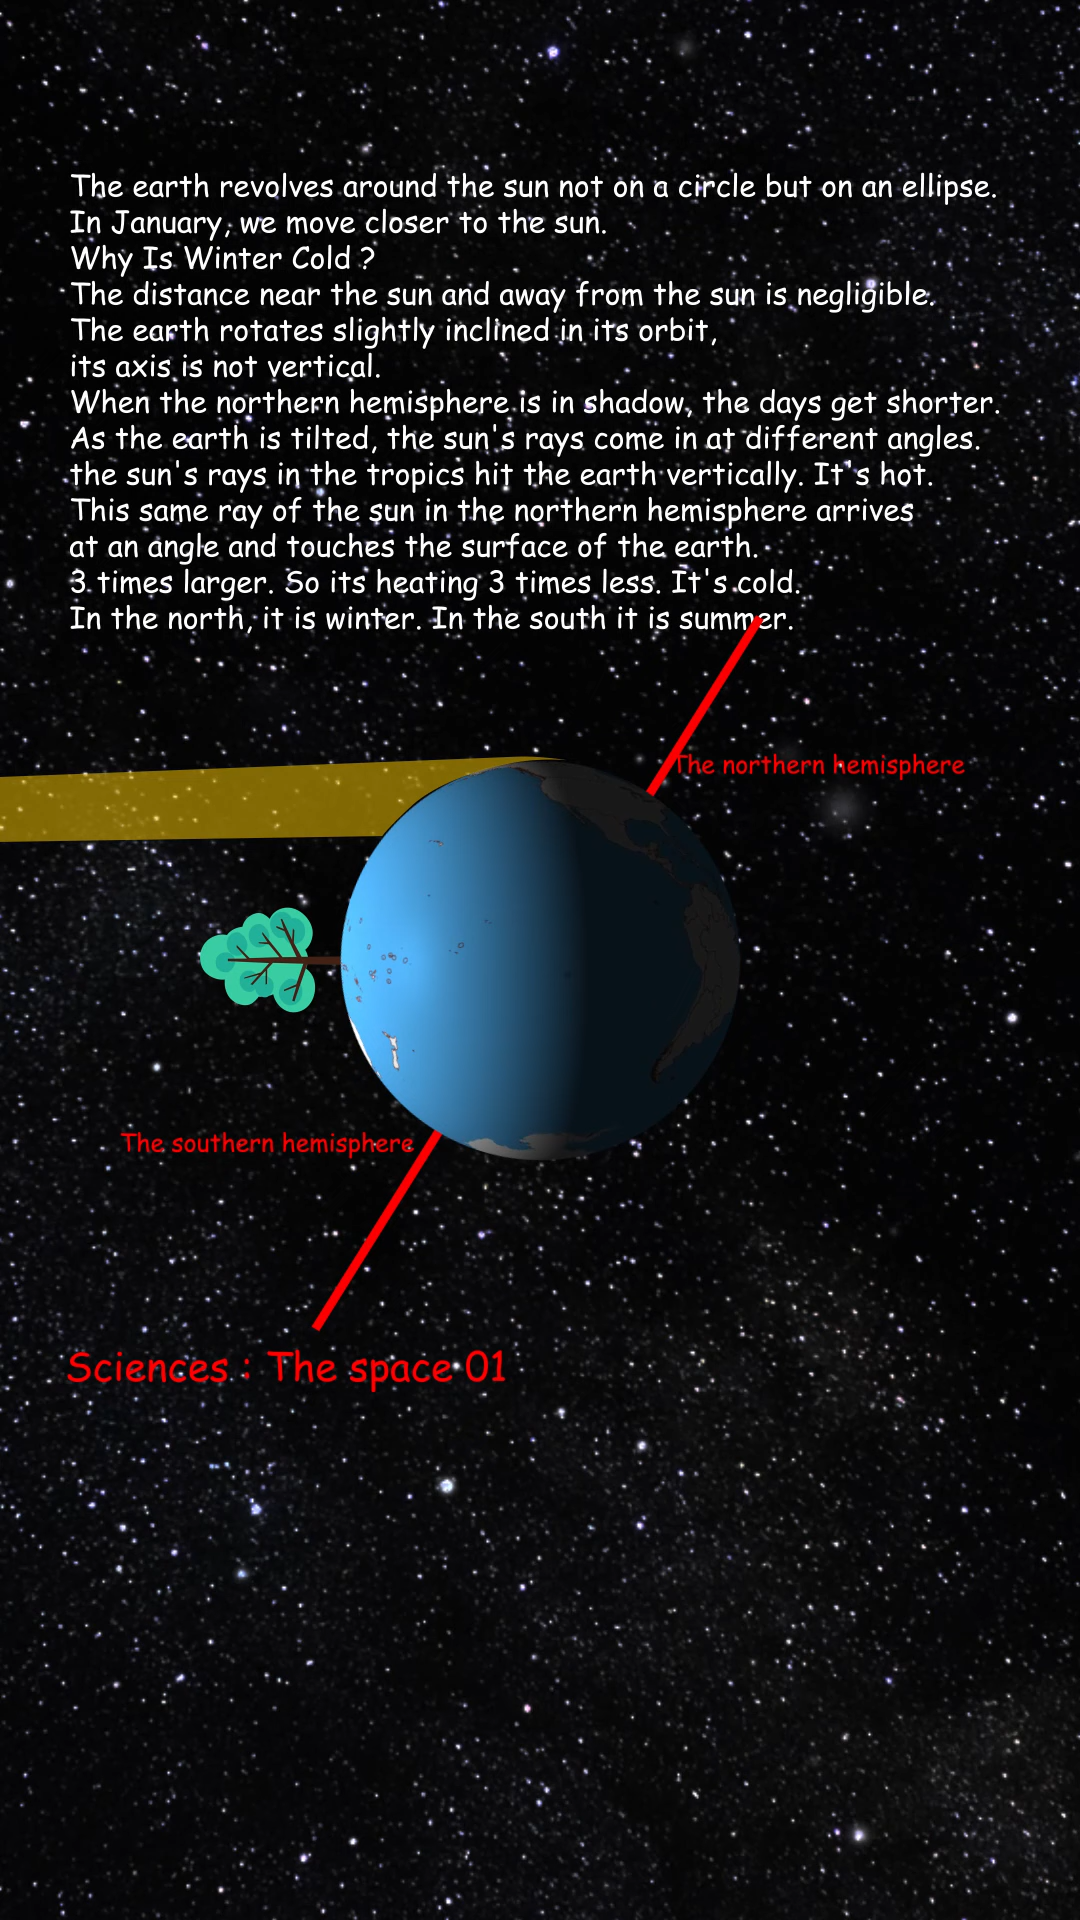 The earth revolves around the sun not on a circle but on an ellipse.
In January, we move closer to the sun.
Why Is Winter Cold ?
The distance near the sun and away from the sun is negligible.
The earth rotates slightly inclined in its orbit,
its axis is not vertical.
When the northern hemisphere is in shadow, the days get shorter.
As the earth is tilted, the sun's rays come in at different angles.
the sun's rays in the tropics hit the earth vertically. It's hot.
This same ray of the sun in the northern hemisphere arrives
at an angle and touches the surface of the earth.
3 times larger. So its heating 3 times less. It's cold.
In the north, it is winter. In the south it is summer.
The northern hemisphere
The southern hemisphere
Sciences : The space 01